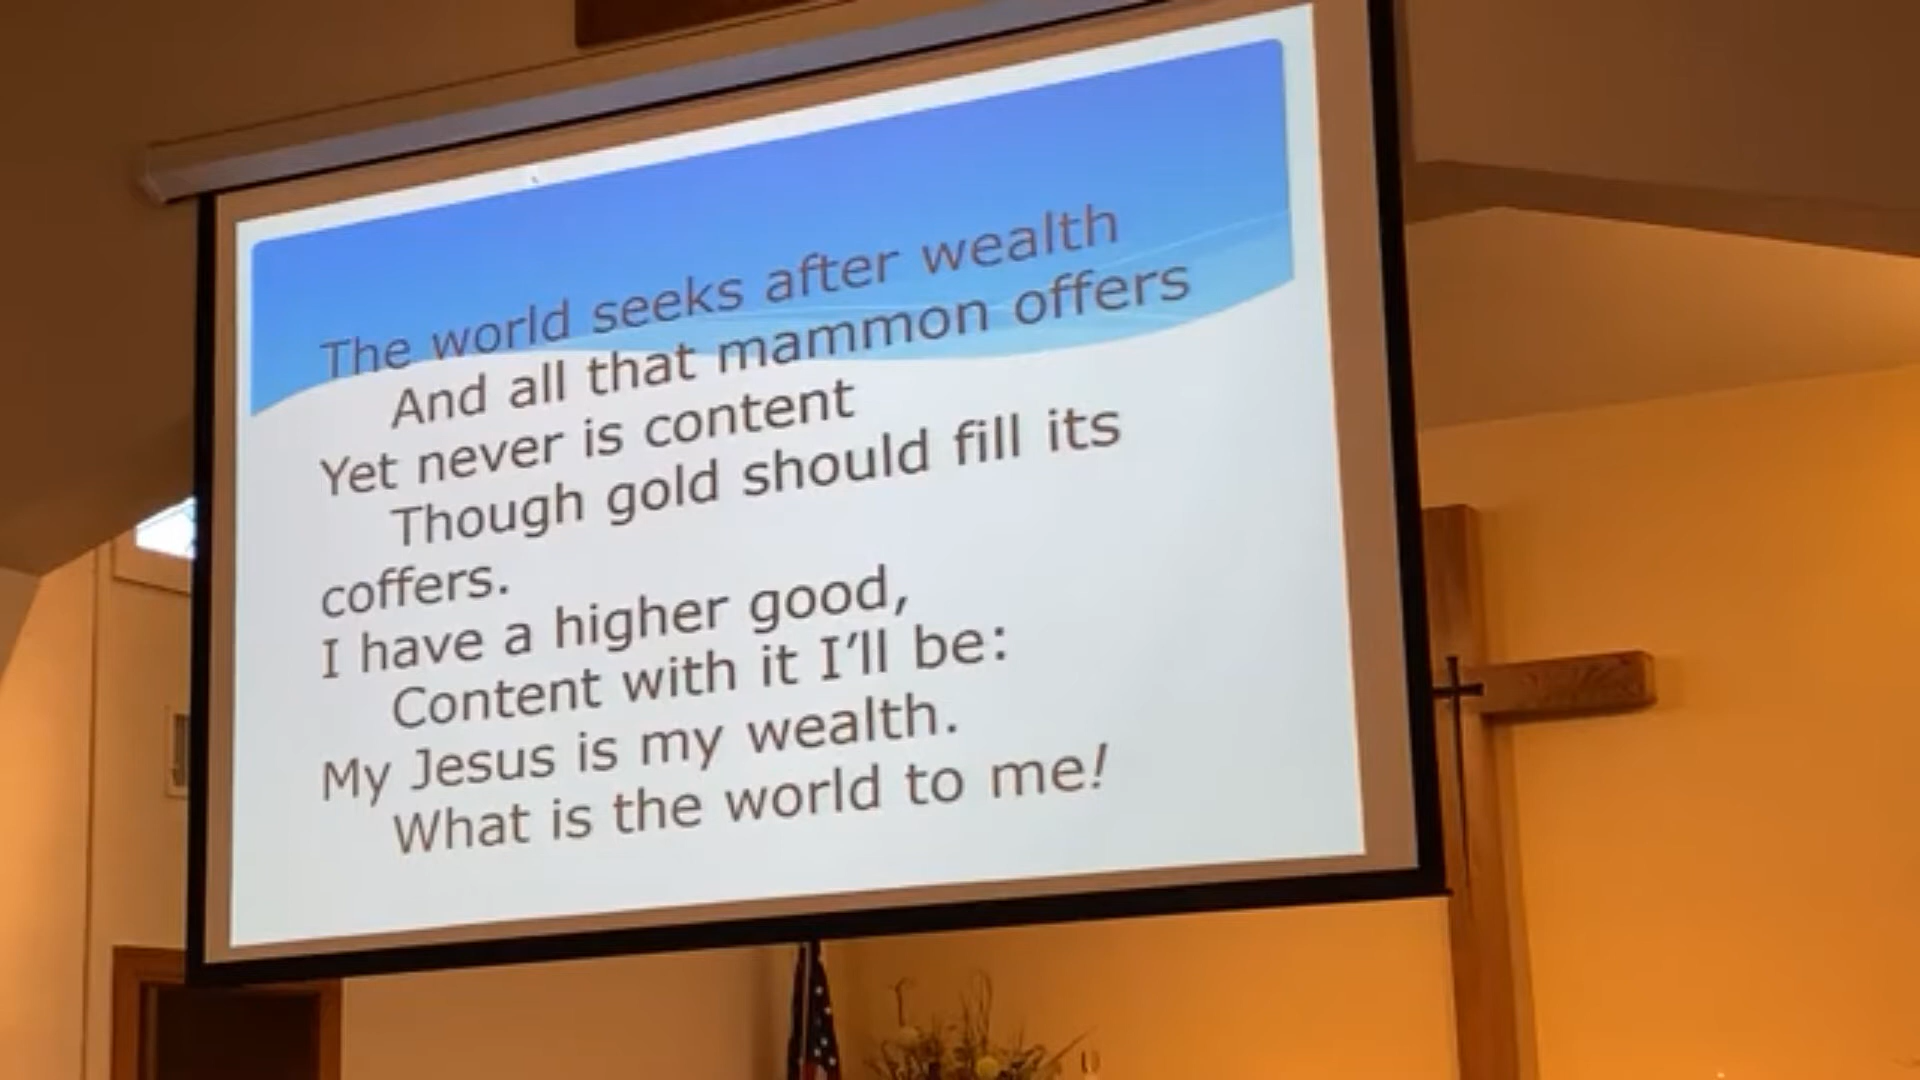 The world seeks after wealth
And all that mammon offers
Yet never is content
Though gold should fill its
coffers.
I have a higher good,
Content with it I’ll be:
My Jesus is my wealth.
What is the world to me!